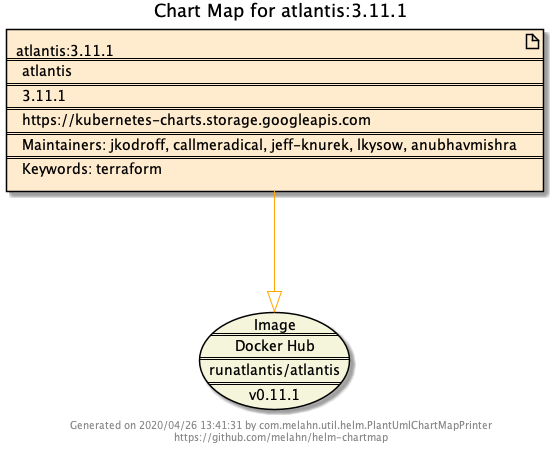 Chart Map for atlantis:3.11.1
atlantis:3.11.1
atlantis
3.11.1
https://kubernetes-charts.storage.googleapis.com
Maintainers: jkodroff, callmeradical, jeff-knurek, lkysow, anubhavmishra
Keywords: terraform
Image
Docker Hub
runatlantis/atlantis
v0.11.1
Generated on 2020/04/26 13:41:31 by com.melahn.util.helm.PlantUmlChartMapPrinter
https://github.com/melahn/helm-chartmap